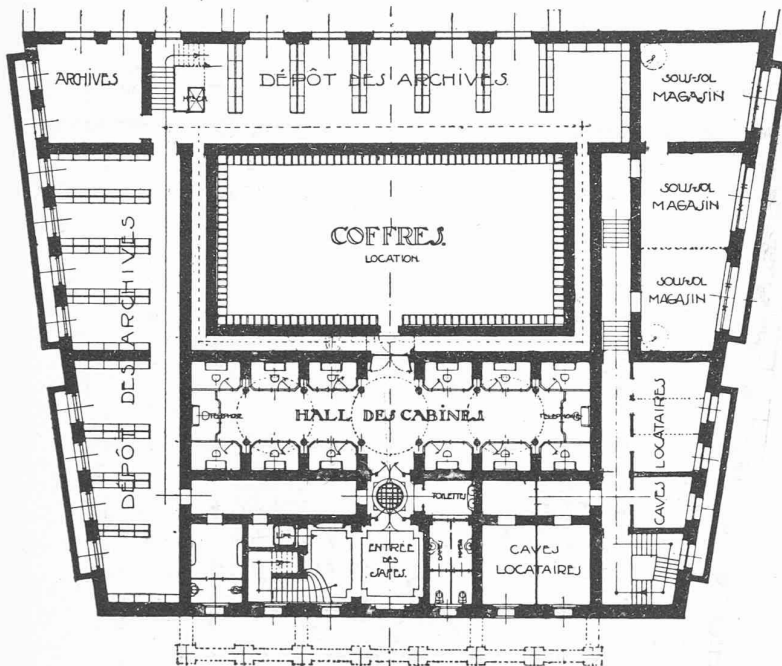 ARCHIVES
DÉPÔT DES ARCHIVES
SOUS-SOL
MAGASIN
SOUS-SOL
MAGASIN
SOUS-SOL
MAGASIN
COFFRES.
LOCATION
DÉPÔT DES ARCHIVES
HALL DES CABINES
LOCATAIRES
CAVES
TOILETTES
ENTRÉE
DES
SAFES.
CAVES
LOCATAIRES